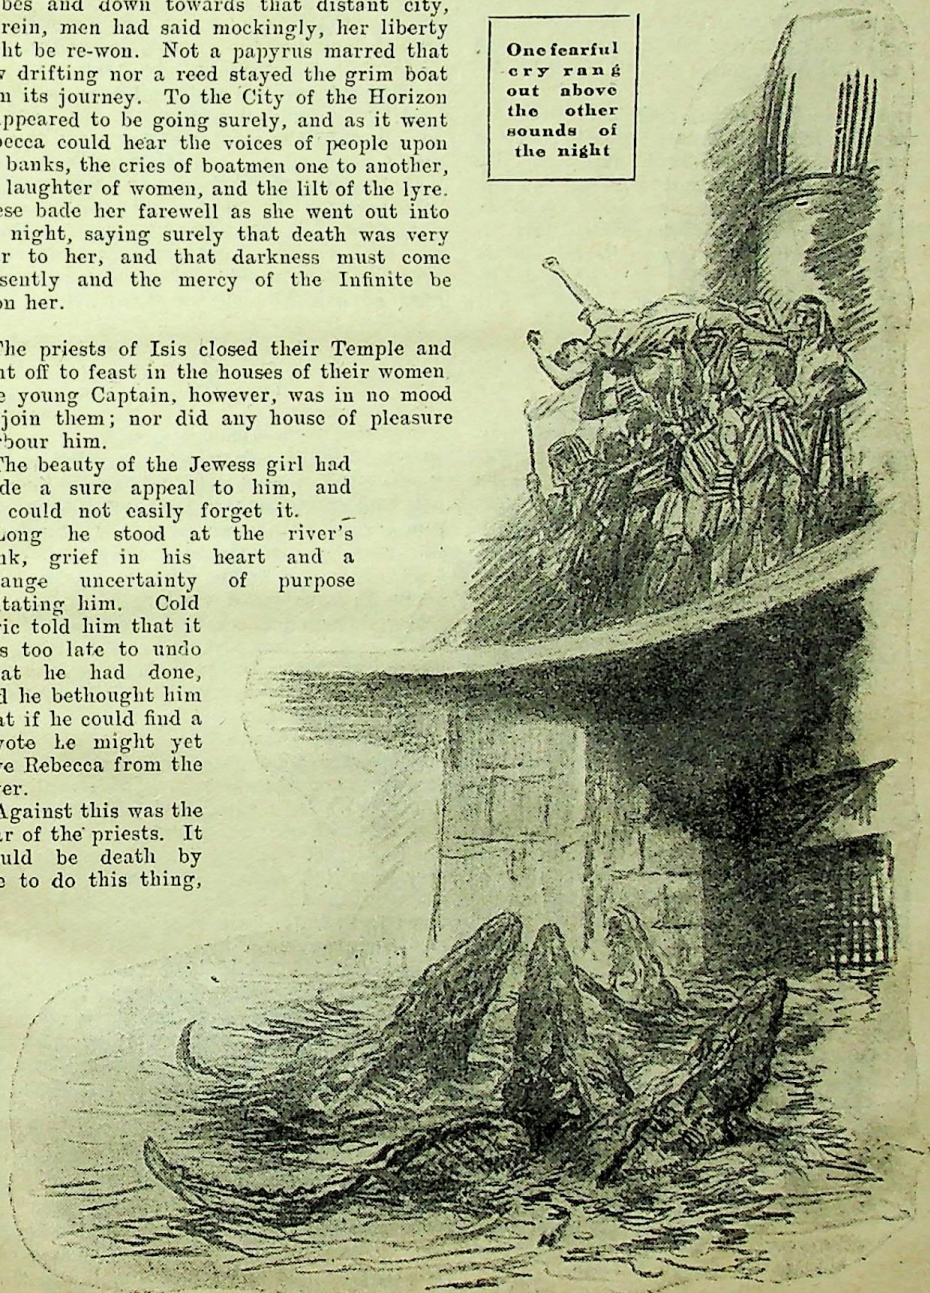 bes and down towards that distant city,
rein, men had said mockingly, her liberty
ht be re-won. Not a papyrus marred that
drifting nor a reed stayed the grim boat
n its journey. To the City of the Horizon
ppeared to be going surely, and as it went
becca could hear the voices of people upon
banks, the cries of boatmen one to another,
laughter of women, and the lilt of the lyre.
ese bade her farewell as she went out into
night, saying surely that death was very
r to her, and that darkness must come
sently and the mercy of the Infinite be
on her.
The priests of Isis closed their Temple and
nt off to feast in the houses of their women
e young Captain, however, was in no mood
join them; nor did any house of pleasure
rbour him.
The beauty of the Jewess girl had
de a sure appeal to him, and
could not easily forget it.
Long he stood at the river's
nk, grief in his heart and a
ange uncertainty of purpose
itating him. Cold
ric told him that it
s too late to undo
at he had done,
d he bethought him
at if he could find a
vote he might yet
ve Rebecca from the
er.
Against this was the
ar of the priests. It
uld be death by
e to do this thing,
One fearful
cry rang
out above
the other
sounds of
the night